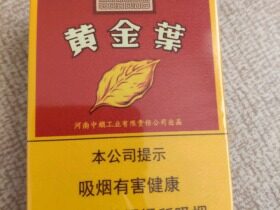 黄金葉
河南中烟工业有限责任公司出品
本公司提示
吸烟有害健康